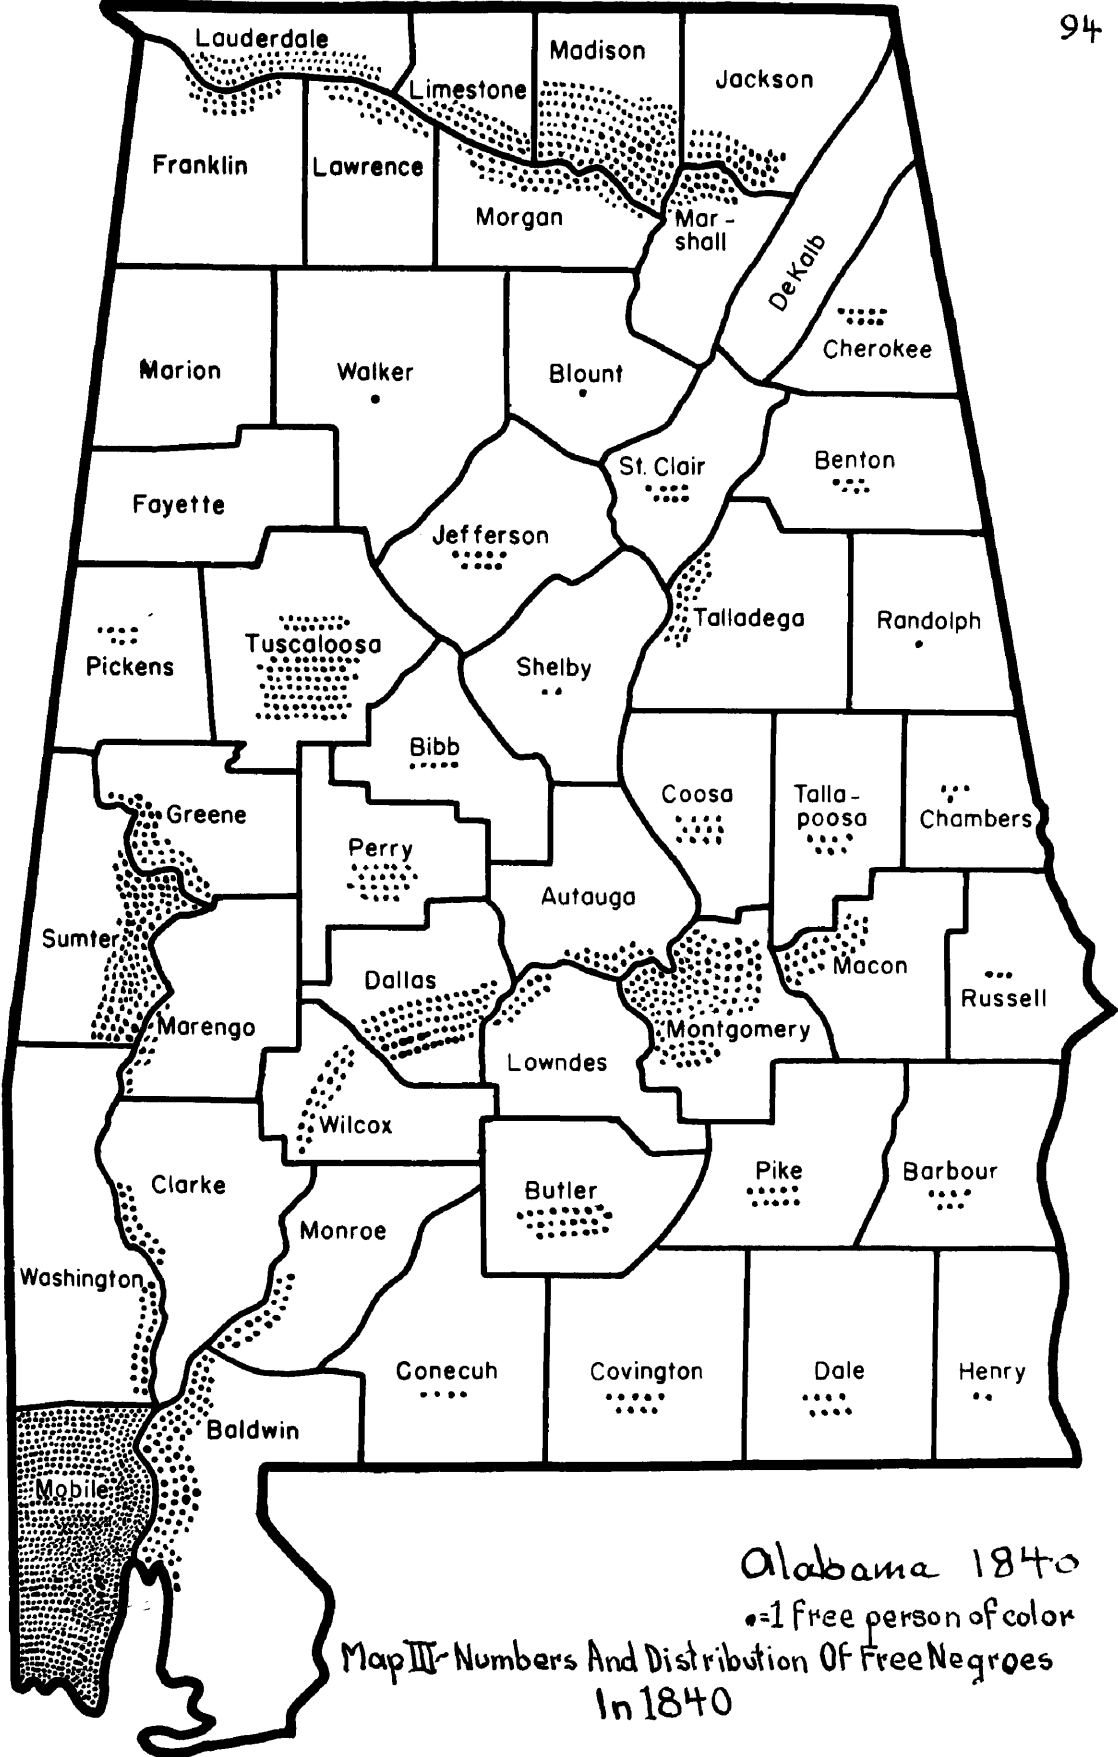 94
Lauderdale
Madison
Jackson
Limestone
Franklin
Lawrence
Morgan
Mar-
shall
DeKalb
Cherokee
Marion
Walker
Blount
St. Clair
Benton
Fayette
Jefferson
Talladega
Randolph
Tuscaloosa
Pickens
Shelby
Bibb
Coosa
Talla-
poosa
Chambers
Greene
Perry
Autauga
Sumter
Dallas
Macon
Russell
Marengo
Montgomery
Lowndes
Wilcox
Clarke
Butler
Pike
Barbour
Monroe
Washington
Conecuh
Covington
Dale
Henry
Baldwin
Mobile
Alabama 1840
•=1 free person of color
Map III-Numbers And Distribution Of Free Negroes
In 1840